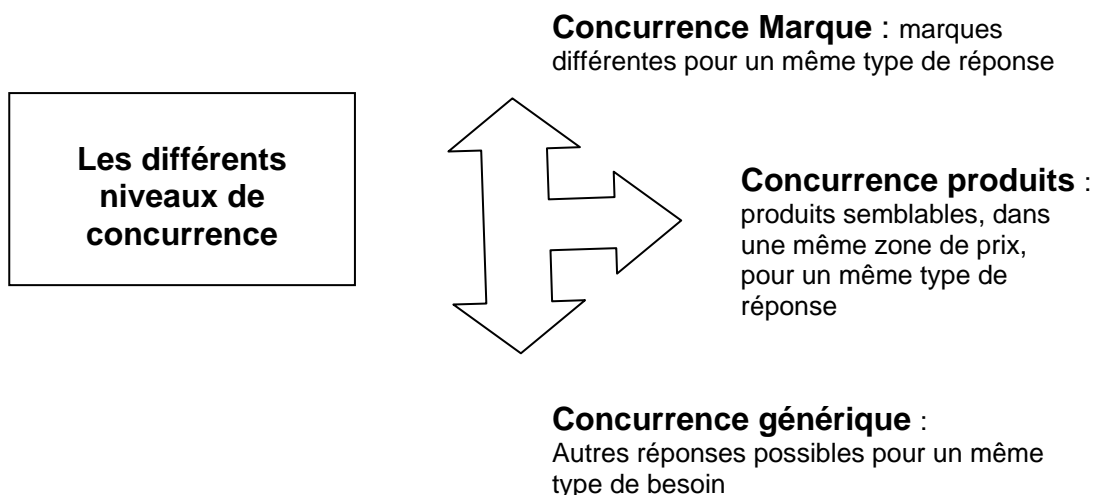 Concurrence Marque : marques
différentes pour un même type de réponse
Les différents
niveaux de
concurrence
Concurrence produits :
produits semblables, dans
une même zone de prix,
pour un même type de
réponse
Concurrence générique :
Autres réponses possibles pour un même
type de besoin